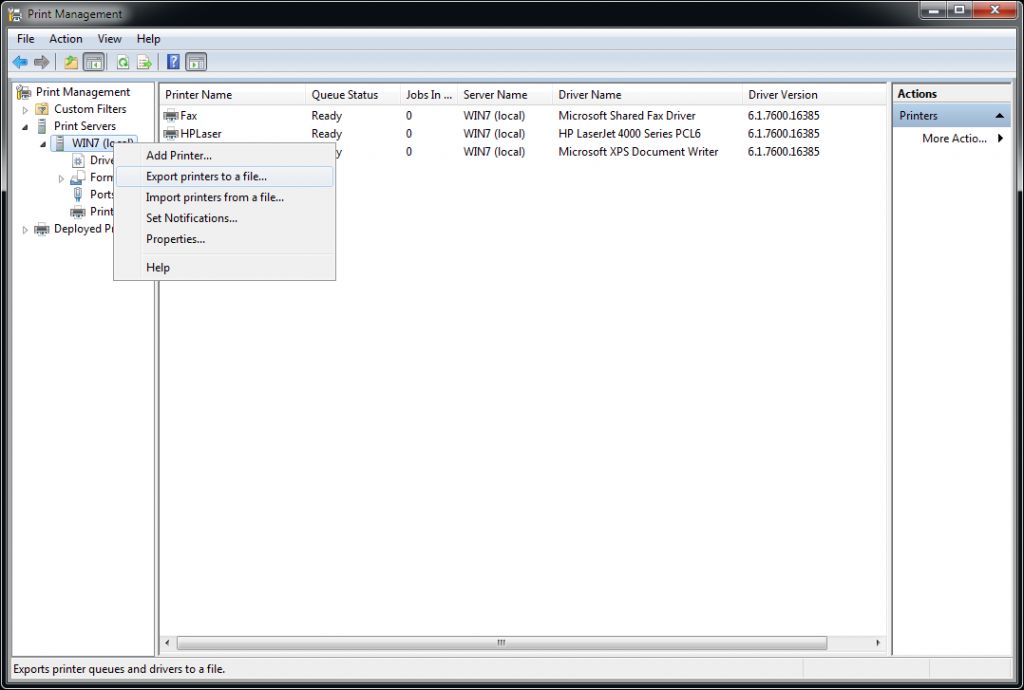 Print Management
File Action View Help
Print Management
Custom Filters
Print Servers
WIN7 (local)
Drive
Form
Ports
Print
Deployed Pr
Printer Name Queue Status Jobs In ... Server Name Driver Name Driver Version
Fax Ready 0 WIN7 (local) Microsoft Shared Fax Driver 6.1.7600.16385
HPLaser Ready 0 WIN7 (local) HP LaserJet 4000 Series PCL6 6.1.7600.16385
y 0 WIN7 (local) Microsoft XPS Document Writer 6.1.7600.16385
Add Printer...
Export printers to a file...
Import printers from a file...
Set Notifications...
Properties...
Help
Actions
Printers
More Actio...
Exports printer queues and drivers to a file.